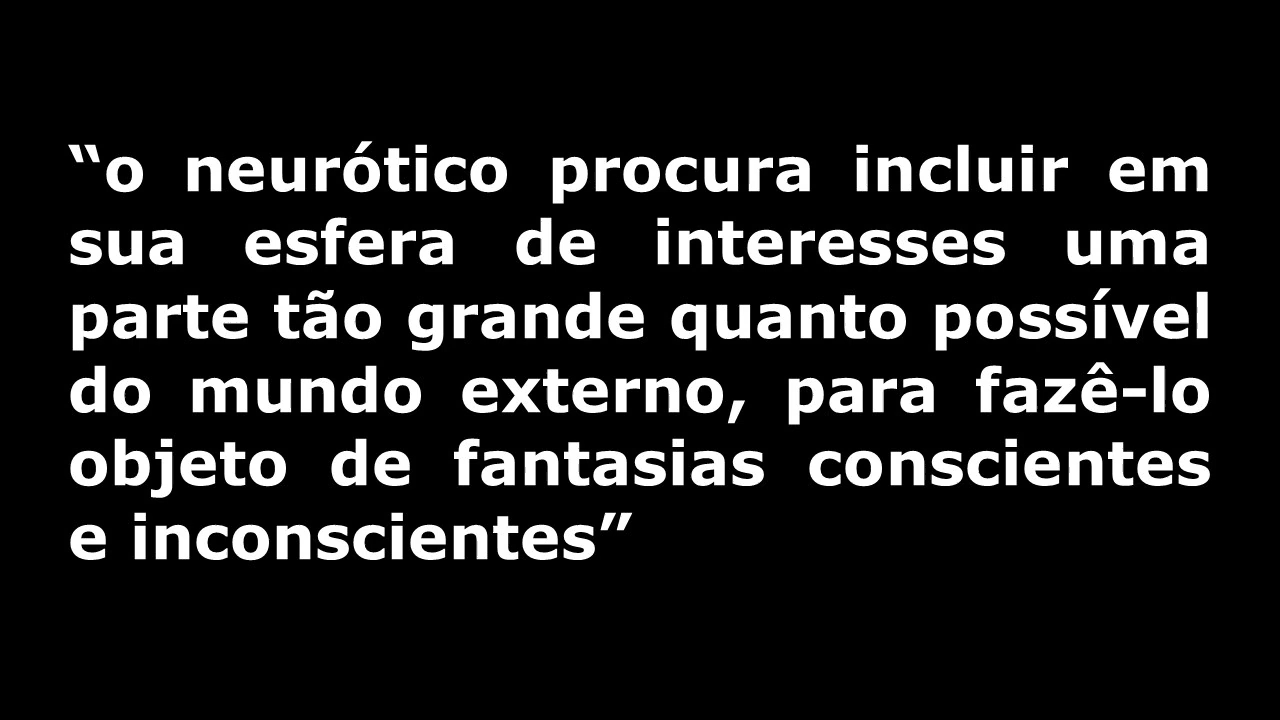 “o neurótico procura incluir em
sua esfera de interesses uma
parte tão grande quanto possível
do mundo externo, para fazê-lo
objeto de fantasias conscientes
e inconscientes”